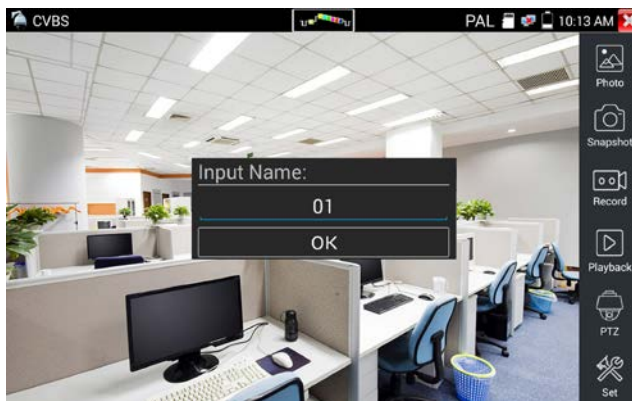 CVBS
PAL 10:13 AM
Photo
Input Name:
01
OK
Snapshot
Record
Playback
PTZ
Set